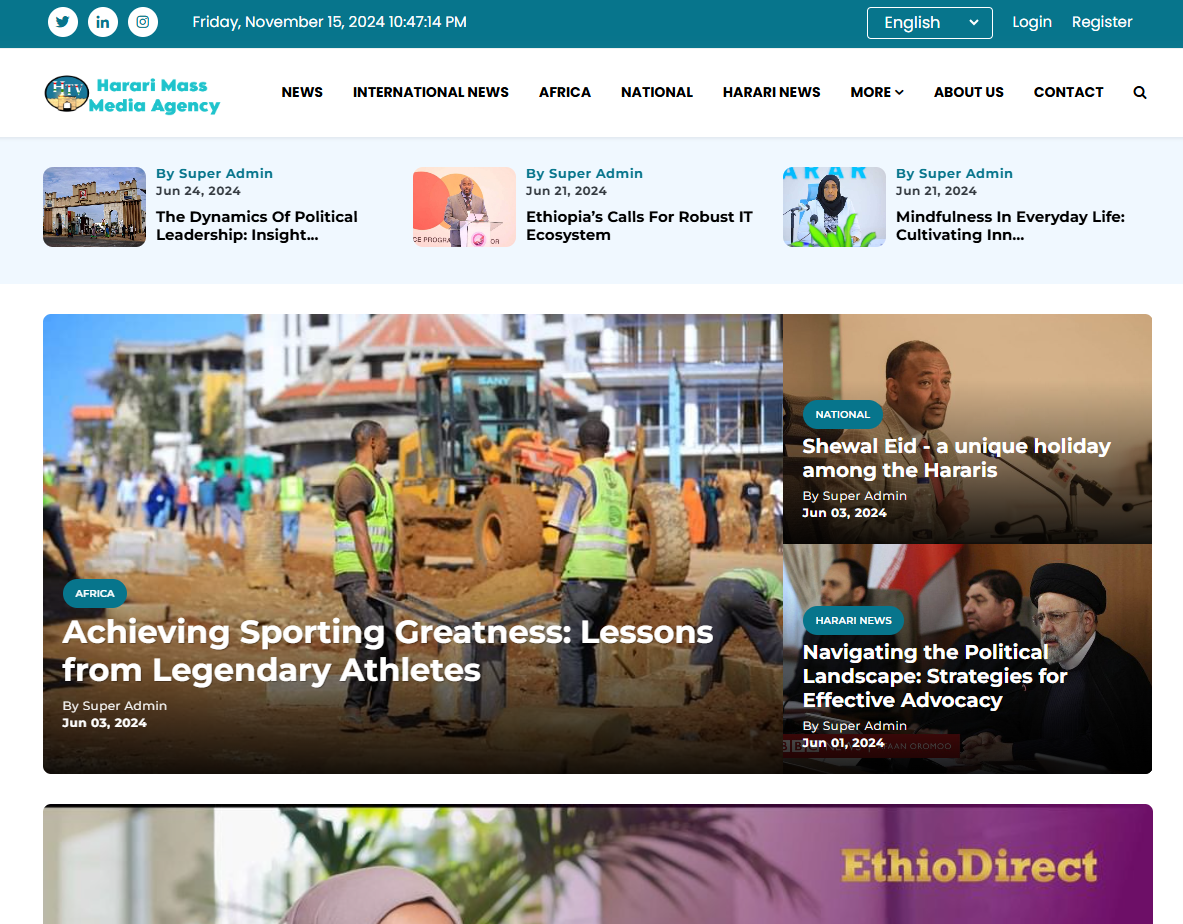 Friday, November 15, 2024 10:47:14 PM
English
Login
Register
HTV
Harari Mass
Media Agency
NEWS
INTERNATIONAL NEWS
AFRICA
NATIONAL
HARARI NEWS
MORE
ABOUT US
CONTACT
By Super Admin
Jun 24, 2024
The Dynamics Of Political
Leadership: Insight...
OR
By Super Admin
Jun 21, 2024
Ethiopia’s Calls For Robust IT
Ecosystem
ARAR
By Super Admin
Jun 21, 2024
Mindfulness In Everyday Life:
Cultivating Inn...
SANY
AFRICA
Achieving Sporting Greatness: Lessons
from Legendary Athletes
By Super Admin
Jun 03, 2024
NATIONAL
Shewal Eid - a unique holiday
among the Hararis
By Super Admin
Jun 03, 2024
HARARI NEWS
Navigating the Political
Landscape: Strategies for
Effective Advocacy
By Super Admin
Jun 01, 2024
OROMOO
EthioDirect